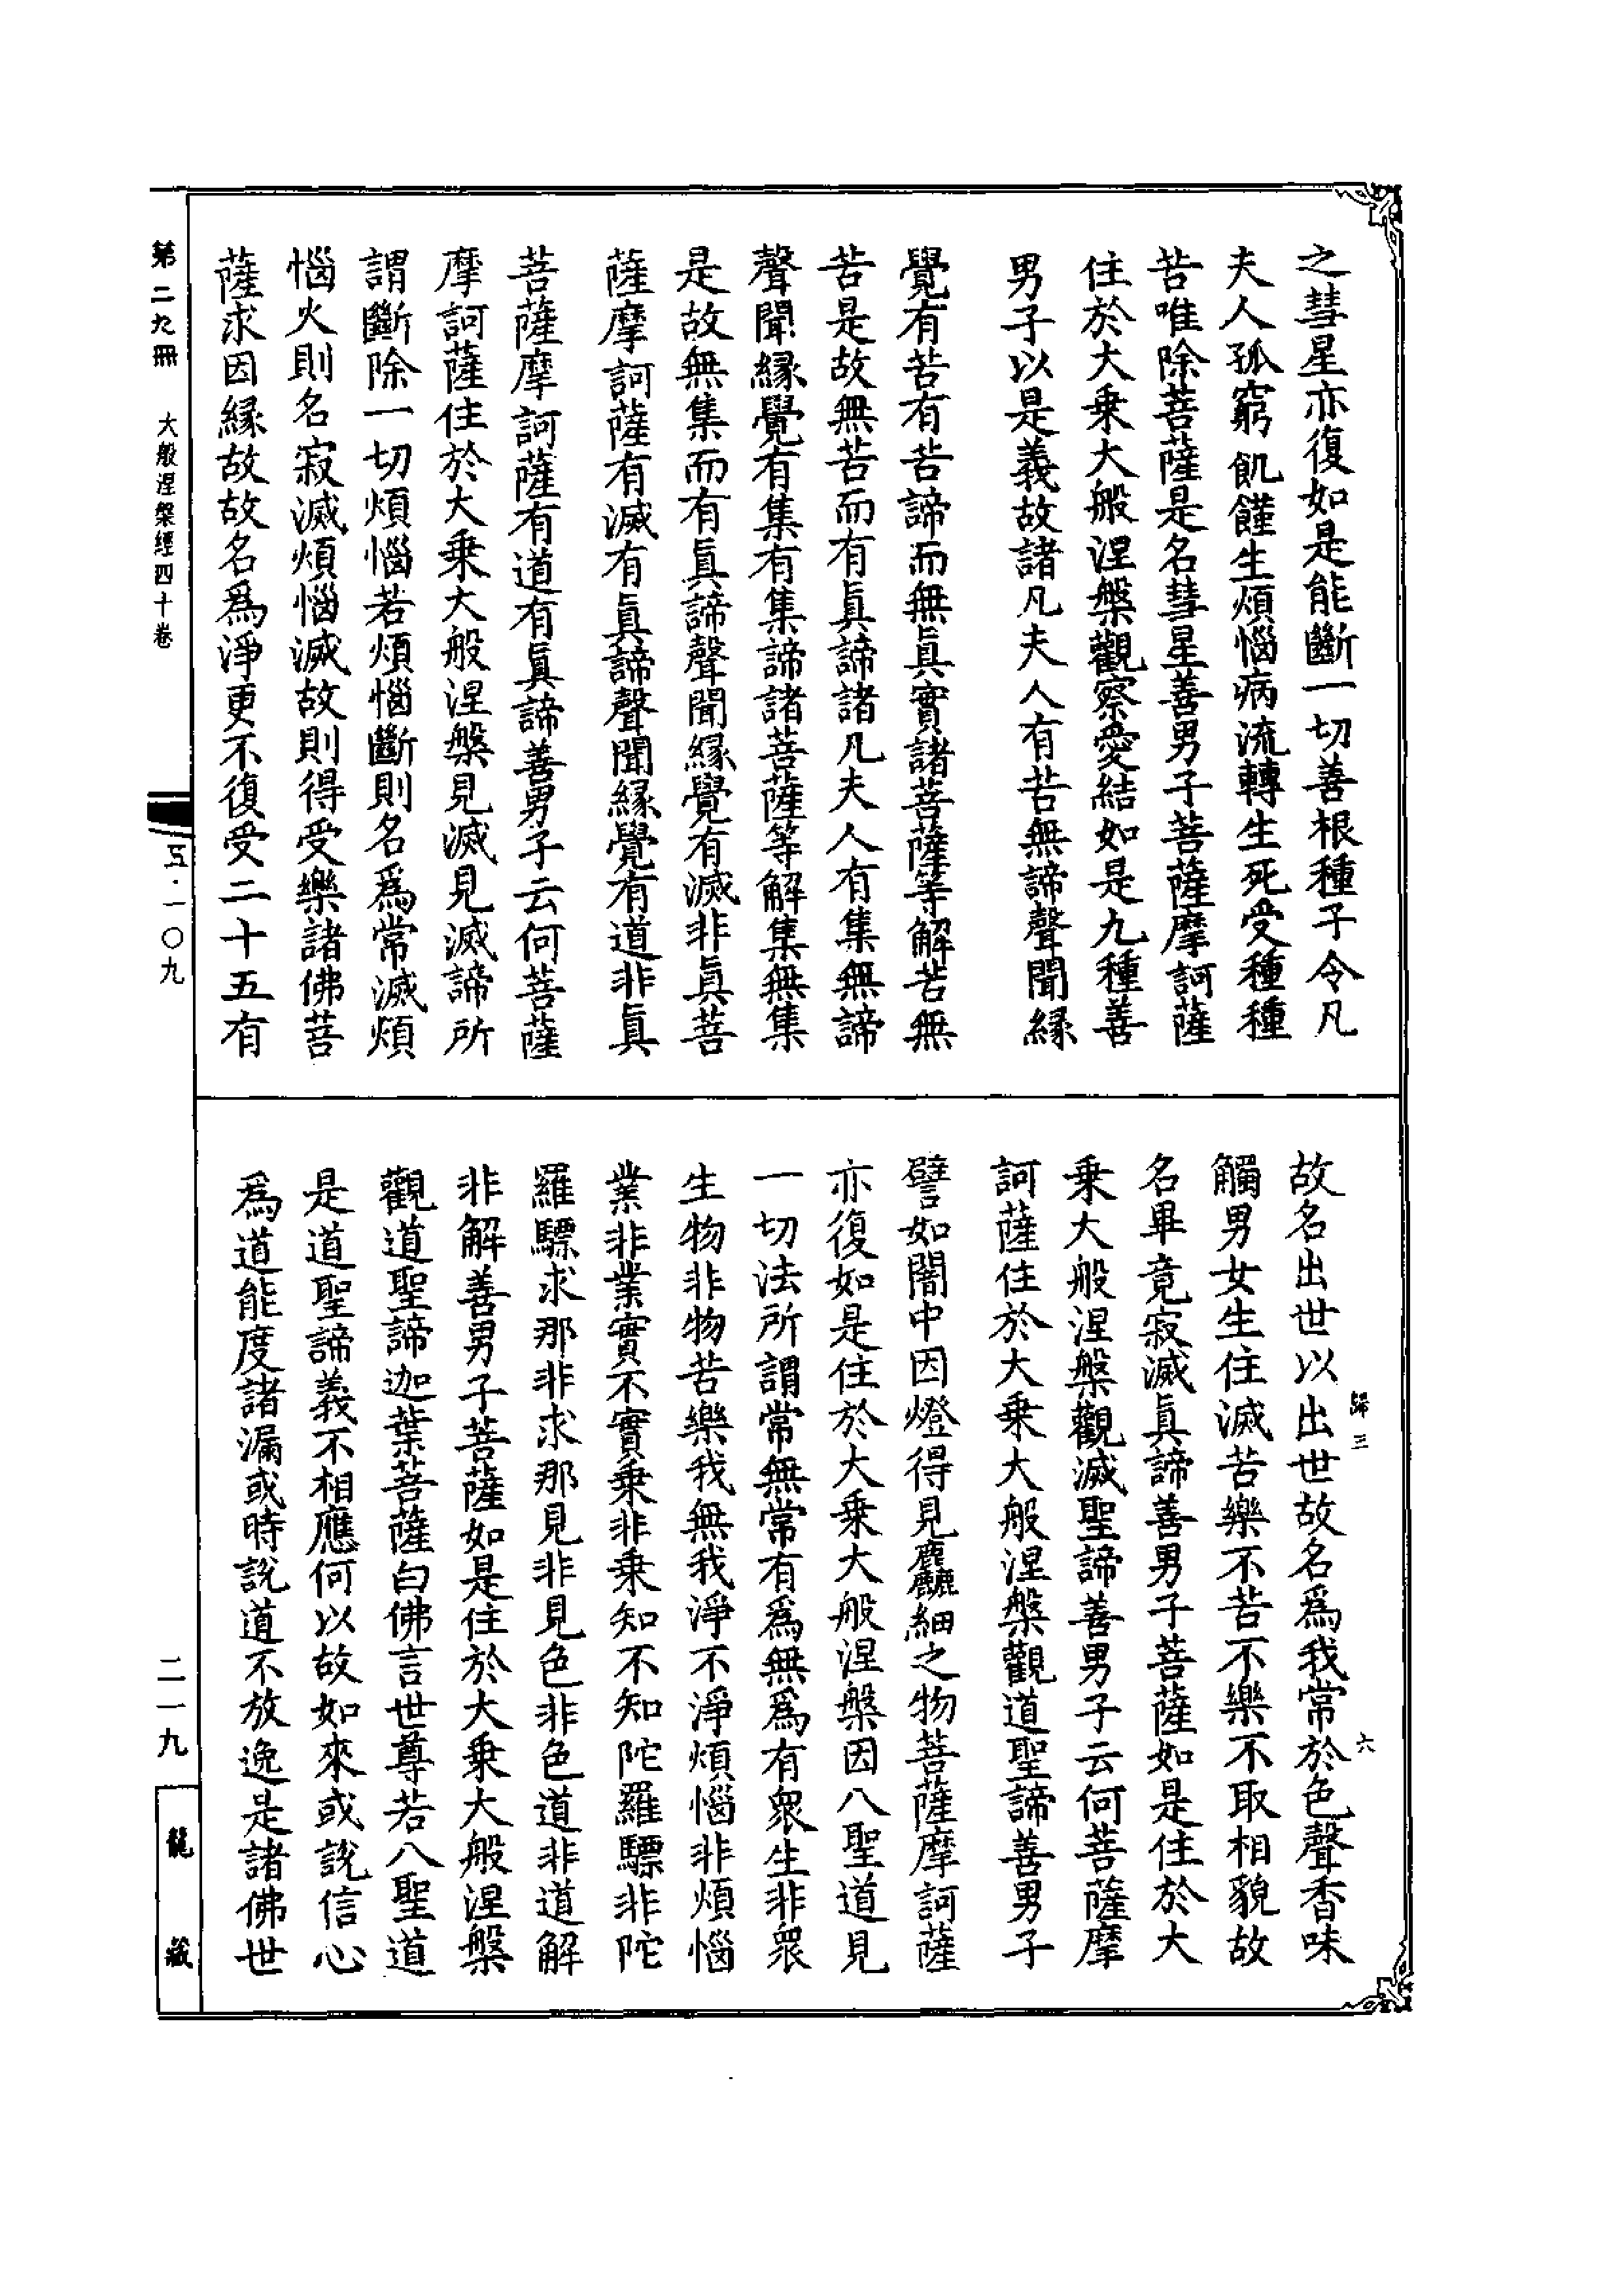 之彗星亦復如是能斷一切善根種子令凡
夫人孤窮飢饉生煩惱病流轉生死受種種
苦唯除菩薩是名彗星善男子菩薩摩訶薩
住於大乘大般涅槃觀察愛結如是九種善
男子以是義故諸凡夫人有苦無諦聲聞緣
覺有苦有苦諦而無眞實諸菩薩等解苦無
苦是故無苦而有眞諦諸凡夫人有集無諦
聲聞緣覺有集有集諦諸菩薩等解集無集
是故無集而有眞諦聲聞緣覺有滅非眞菩
薩摩訶薩有滅有眞諦聲聞緣覺有道非眞
菩薩摩訶薩有道有眞諦善男子云何菩薩
摩訶薩住於大乘大般涅槃見滅見滅諦所
謂斷除一切煩惱若煩惱斷則名爲常滅煩
惱火則名寂滅煩惱滅故則得受樂諸佛菩
薩求因緣故故名爲淨更不復受二十五有
故名出世以出世故名爲我常於色聲香味
觸男女生住滅苦樂不苦不樂不取相貌故
名畢竟寂滅眞諦善男子菩薩如是住於大
乘大般涅槃觀滅聖諦善男子云何菩薩摩
訶薩住於大乘大般涅槃觀道聖諦善男子
譬如闇中因燈得見麤細之物菩薩摩訶薩
亦復如是住於大乘大般涅槃因八聖道見
一切法所謂常無常有爲無爲有衆生非衆
生物非物苦樂我無我淨不淨煩惱非煩惱
業非業實不實乘非乘知不知陀羅驃非陀
羅驃求那非求那見非見色非色道非道解
非解善男子菩薩如是住於大乘大般涅槃
觀道聖諦迦葉菩薩白佛言世尊若八聖道
是道聖諦義不相應何以故如來或說信心
爲道能度諸漏或時說道不放逸是諸佛世
歸三
六
第二九冊 大般涅槃經四十卷
五·一〇九
二一九
龍藏